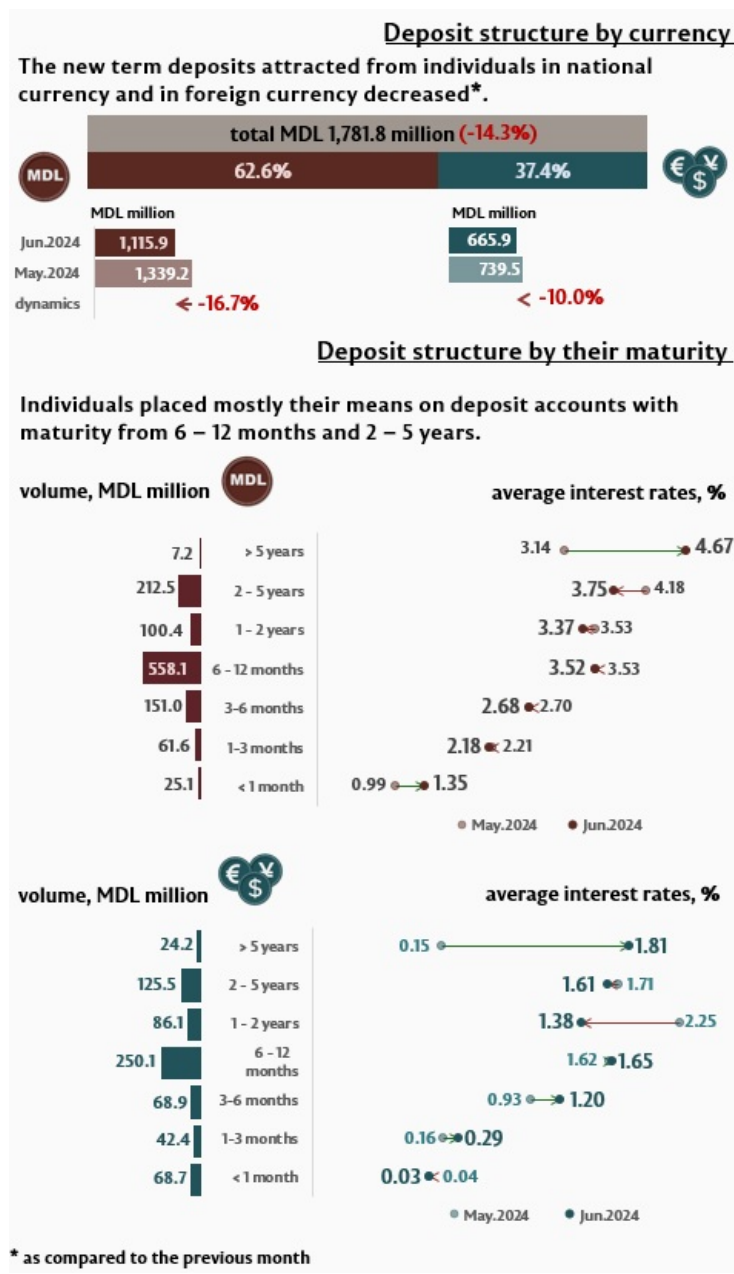 Deposit structure by currency
The new term deposits attracted from individuals in national
currency and in foreign currency decreased*.
total MDL 1,781.8 million (-14.3%)
MDL 62.6% 37.4% € ¥ $
MDL million MDL million
Jun.2024 1,115.9 665.9
May.2024 1,339.2 739.5
dynamics -16.7% -10.0%
Deposit structure by their maturity
Individuals placed mostly their means on deposit accounts with
maturity from 6 – 12 months and 2 – 5 years.
volume, MDL million MDL average interest rates, %
7.2 > 5 years 3.14 4.67
212.5 2 - 5 years 3.75 4.18
100.4 1 - 2 years 3.37 3.53
558.1 6 - 12 months 3.52 3.53
151.0 3-6 months 2.68 2.70
61.6 1-3 months 2.18 2.21
25.1 < 1 month 0.99 1.35
May.2024 Jun.2024
volume, MDL million € ¥ $ average interest rates, %
24.2 > 5 years 0.15 1.81
125.5 2 - 5 years 1.61 1.71
86.1 1 - 2 years 1.38 2.25
250.1 6 - 12 months 1.62 1.65
68.9 3-6 months 0.93 1.20
42.4 1-3 months 0.16 0.29
68.7 < 1 month 0.03 0.04
May.2024 Jun.2024
* as compared to the previous month